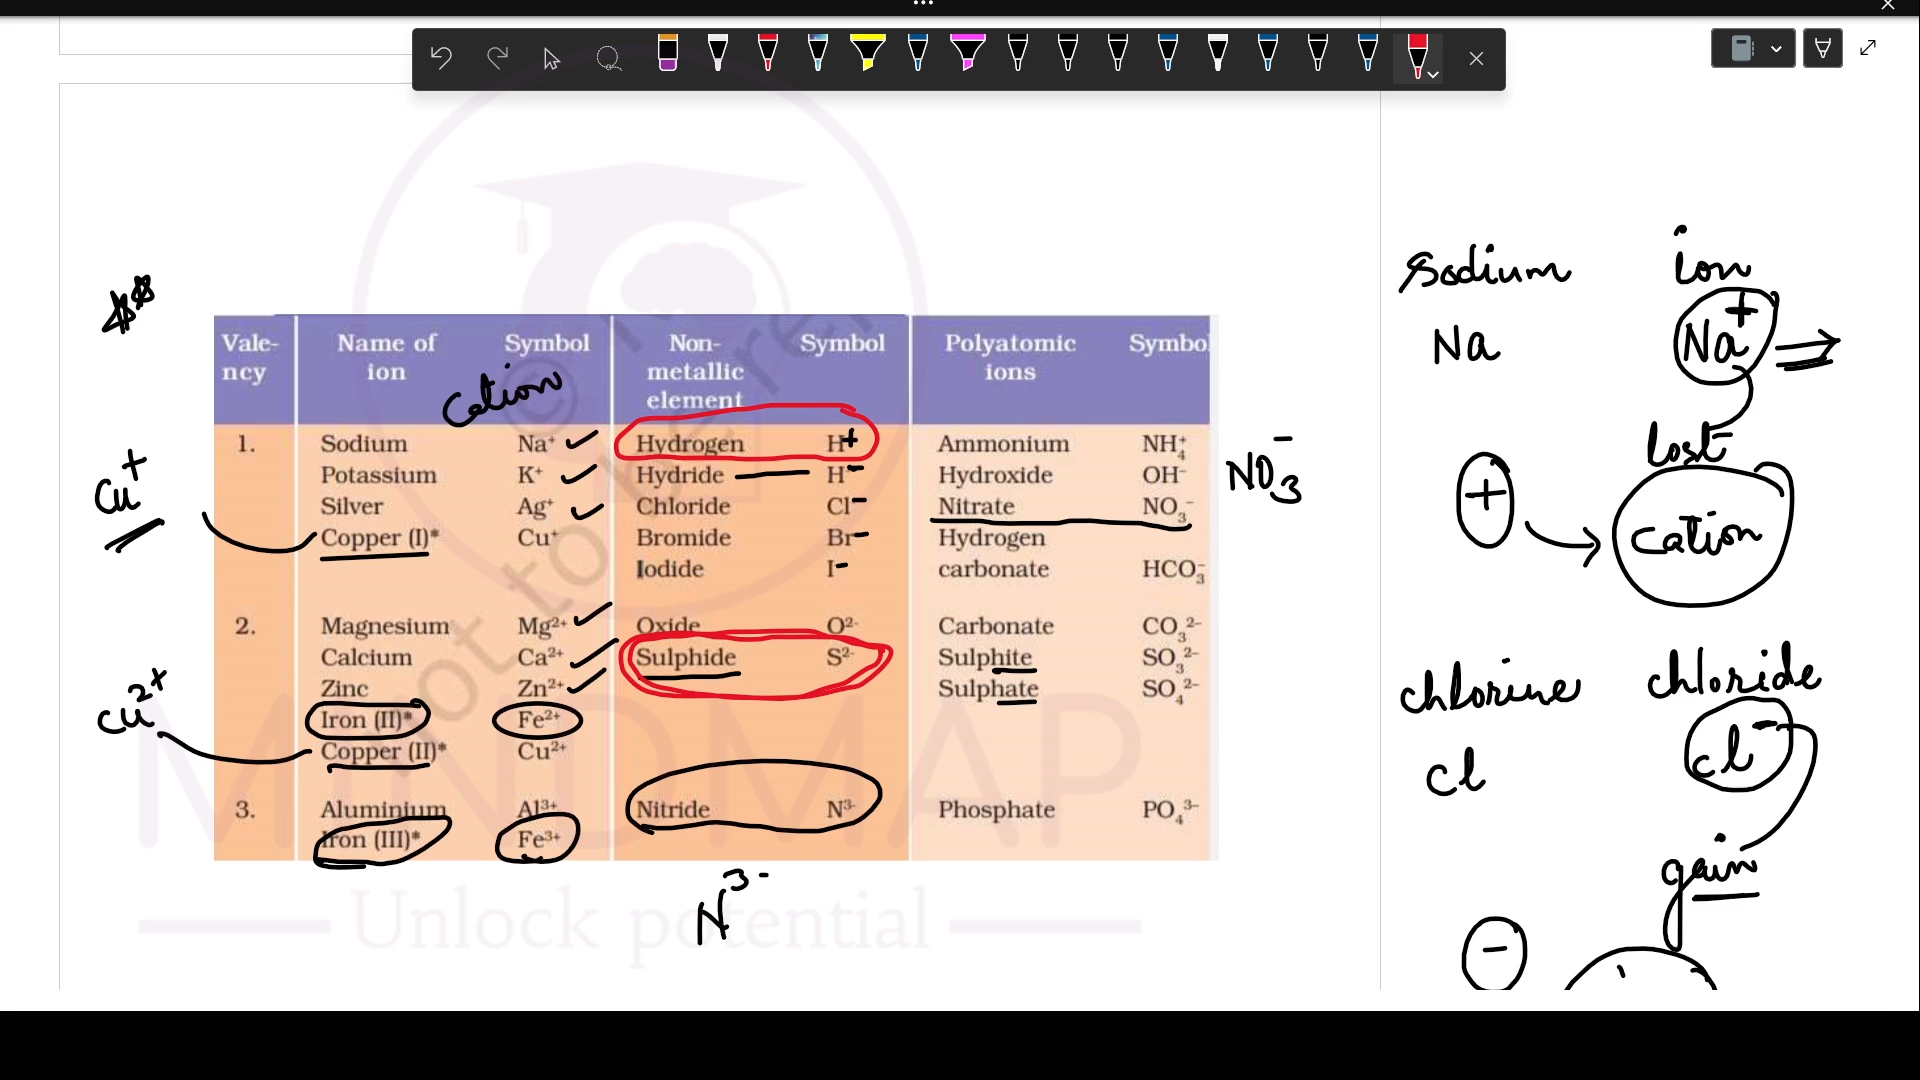 Vale-ncy Name of ion Symbol Non-metallic element Symbol Polyatomic ions Symbol
Cation
1. Sodium Na⁺ Hydrogen H⁺ Ammonium NH₄⁺
Potassium K⁺ Hydride H⁻ Hydroxide OH⁻
Silver Ag⁺ Chloride Cl⁻ Nitrate NO₃⁻
Copper (I)* Cu⁺ Bromide Br⁻ Hydrogen
Iodide I⁻ carbonate HCO₃⁻
2. Magnesium Mg²⁺ Oxide O²⁻ Carbonate CO₃²⁻
Calcium Ca²⁺ Sulphide S²⁻ Sulphite SO₃²⁻
Zinc Zn²⁺ Sulphate SO₄²⁻
Iron (II)* Fe²⁺
Copper (II)* Cu²⁺
3. Aluminium Al³⁺ Nitride N³⁻ Phosphate PO₄³⁻
Iron (III)* Fe³⁺
Cu⁺
Cu²⁺
N³⁻
NO₃⁻
MINDMAP
Unlock potential
Sodium ion
Na Na⁺
lost
+ cation
chlorine chloride
Cl Cl⁻
gain
−